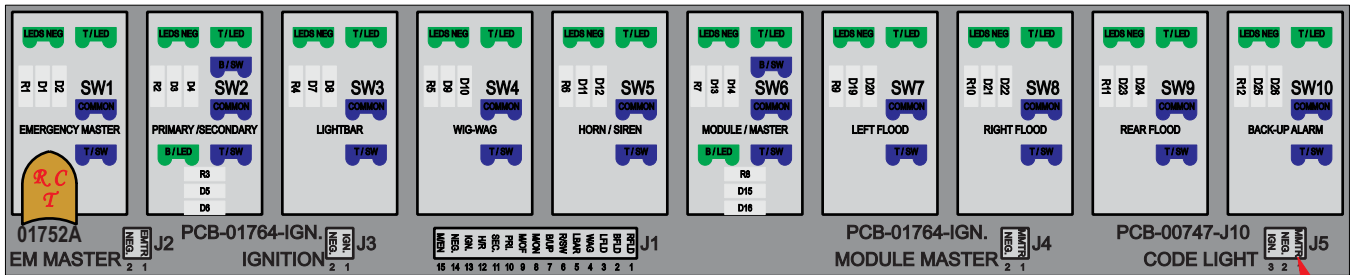 LEDS NEG T / LED LEDS NEG T / LED LEDS NEG T / LED LEDS NEG T / LED LEDS NEG T / LED LEDS NEG T / LED LEDS NEG T / LED LEDS NEG T / LED LEDS NEG T / LED LEDS NEG T / LED
B / SW B / SW
R1 D1 D2 SW1 R2 D3 D4 SW2 R4 D7 D8 SW3 R5 D9 D10 SW4 R6 D11 D12 SW5 R7 D13 D14 SW6 R9 D19 D20 SW7 R10 D21 D22 SW8 R11 D23 D24 SW9 R12 D25 D26 SW10
COMMON COMMON COMMON COMMON COMMON COMMON COMMON COMMON COMMON COMMON
EMERGENCY MASTER PRIMARY /SECONDARY LIGHTBAR WIG-WAG HORN / SIREN MODULE / MASTER LEFT FLOOD RIGHT FLOOD REAR FLOOD BACK-UP ALARM
T / SW B / LED T / SW T / SW T / SW T / SW B / LED T / SW T / SW T / SW T / SW T / SW
R C
T
R3
D5
D6
R8
D15
D16
01752A
EM MASTER
NEG. EMTR
2 1
J2
PCB-01764-IGN.
IGNITION
NEG. IGN.
2 1
J3
NEG. IGN. H/R SEC. PRI. MOF MON RSW LBAR WAG LFLD
15 14 13 12 11 10 9 8 7 6 5 4 3 2 1
J1
PCB-01764-IGN.
MODULE MASTER
NEG. MMTR
2 1
J4
PCB-00747-J10
CODE LIGHT
IGN. NEG. MMTR
3 2
J5